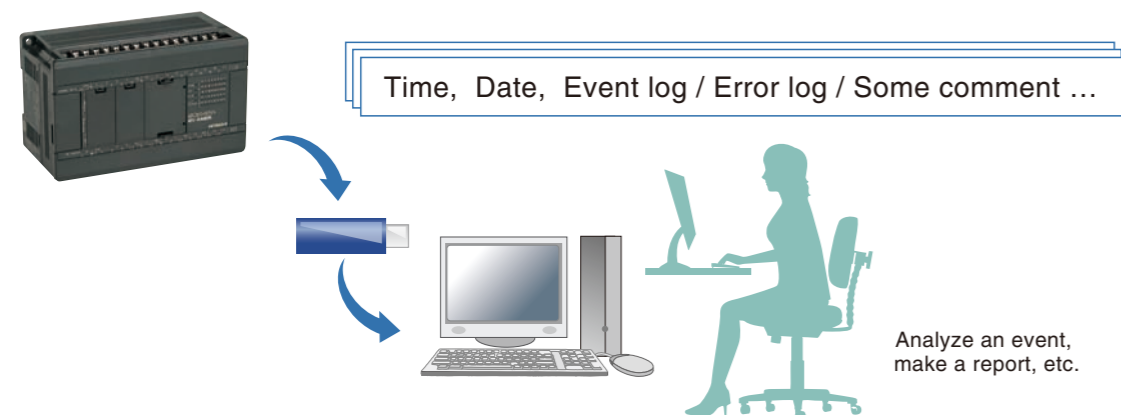 Time, Date, Event log / Error log / Some comment ...
Analyze an event,
make a report, etc.